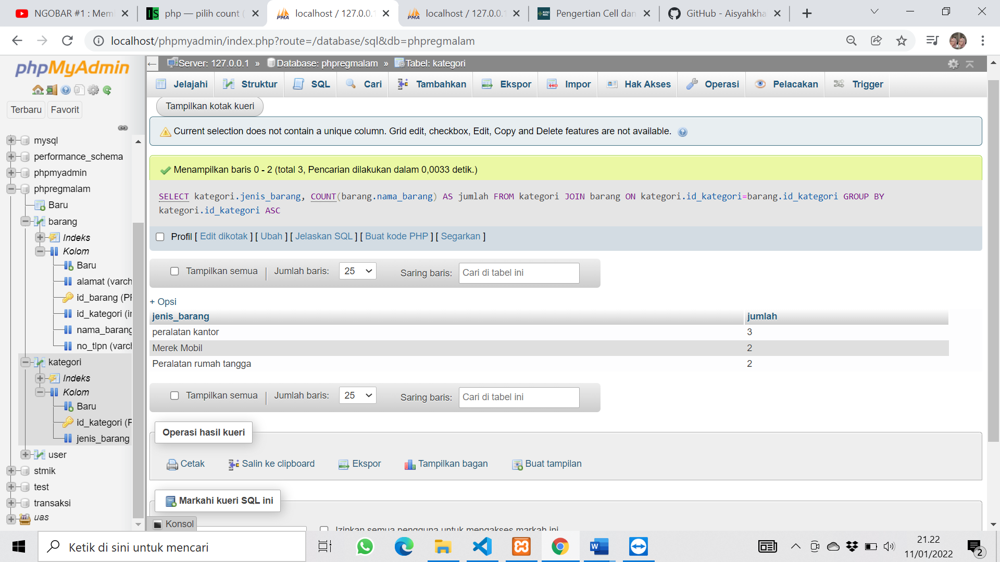 NGOBAR #1 : Mem
php — pilih count (
localhost / 127.0.0.1
localhost / 127.0.0.1
Pengertian Cell dan
GitHub - Aisyahkha
localhost/phpmyadmin/index.php?route=/database/sql&db=phpregmalam
phpMyAdmin
Terbaru
Favorit
mysql
performance_schema
phpmyadmin
phpregmalam
Baru
barang
Indeks
Kolom
Baru
alamat (varch
id_barang (PR
id_kategori (in
nama_barang
no_tlpn (varch
kategori
Indeks
Kolom
Baru
id_kategori (P
jenis_barang
user
stmik
test
transaksi
uas
Server: 127.0.0.1 » Database: phpregmalam » Tabel: kategori
Jelajahi Struktur SQL Cari Tambahkan Ekspor Impor Hak Akses Operasi Pelacakan Trigger
Tampilkan kotak kueri
Current selection does not contain a unique column. Grid edit, checkbox, Edit, Copy and Delete features are not available.
Menampilkan baris 0 - 2 (total 3, Pencarian dilakukan dalam 0,0033 detik.)
SELECT kategori.jenis_barang, COUNT(barang.nama_barang) AS jumlah FROM kategori JOIN barang ON kategori.id_kategori=barang.id_kategori GROUP BY
kategori.id_kategori ASC
Profil [ Edit dikotak ] [ Ubah ] [ Jelaskan SQL ] [ Buat kode PHP ] [ Segarkan ]
Tampilkan semua | Jumlah baris: 25 Saring baris: Cari di tabel ini
+ Opsi
jenis_barang jumlah
peralatan kantor 3
Merek Mobil 2
Peralatan rumah tangga 2
Tampilkan semua | Jumlah baris: 25 Saring baris: Cari di tabel ini
Operasi hasil kueri
Cetak Salin ke clipboard Ekspor Tampilkan bagan Buat tampilan
Markahi kueri SQL ini
Konsol
Izinkan semua pengguna untuk mengakses markah ini
Ketik di sini untuk mencari
21.22
11/01/2022
2